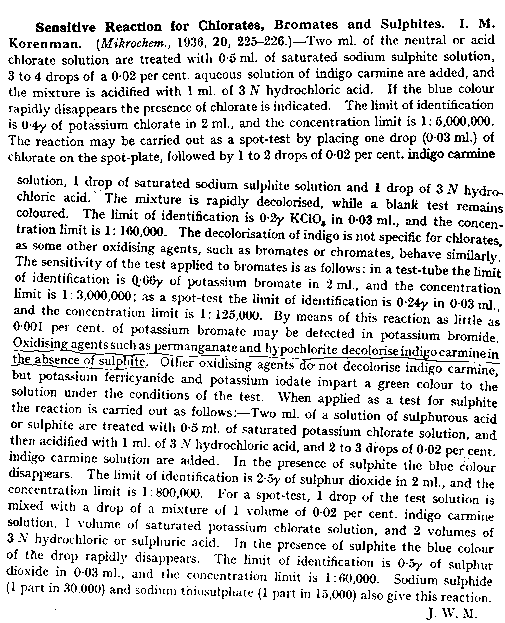 Sensitive Reaction for Chlorates, Bromates and Sulphites. I. M.
Korenman. (Mikrochem., 1936, 20, 225-226.)—Two ml. of the neutral or acid
chlorate solution are treated with 0·5 ml. of saturated sodium sulphite solution,
3 to 4 drops of a 0·02 per cent. aqueous solution of indigo carmine are added, and
the mixture is acidified with 1 ml. of 3 N hydrochloric acid. If the blue colour
rapidly disappears the presence of chlorate is indicated. The limit of identification
is 0·4γ of potassium chlorate in 2 ml., and the concentration limit is 1: 5,000,000.
The reaction may be carried out as a spot-test by placing one drop (0·03 ml.) of
chlorate on the spot-plate, followed by 1 to 2 drops of 0·02 per cent. indigo carmine
solution, 1 drop of saturated sodium sulphite solution and 1 drop of 3 N hydro-
chloric acid. The mixture is rapidly decolorised, while a blank test remains
coloured. The limit of identification is 0·2γ KClO₃ in 0·03 ml., and the concen-
tration limit is 1: 160,000. The decolorisation of indigo is not specific for chlorates,
as some other oxidising agents, such as bromates or chromates, behave similarly.
The sensitivity of the test applied to bromates is as follows: in a test-tube the limit
of identification is 0·66γ of potassium bromate in 2 ml., and the concentration
limit is 1: 3,000,000; as a spot-test the limit of identification is 0·24γ in 0·03 ml.,
and the concentration limit is 1: 125,000. By means of this reaction as little as
0·001 per cent. of potassium bromate may be detected in potassium bromide.
Oxidising agents such as permanganate and hypochlorite decolorise indigo carmine in
the absence of sulphite. Other oxidising agents do not decolorise indigo carmine,
but potassium ferricyanide and potassium iodate impart a green colour to the
solution under the conditions of the test. When applied as a test for sulphite
the reaction is carried out as follows:—Two ml. of a solution of sulphurous acid
or sulphite are treated with 0·5 ml. of saturated potassium chlorate solution, and
then acidified with 1 ml. of 3 N hydrochloric acid, and 2 to 3 drops of 0·02 per cent.
indigo carmine solution are added. In the presence of sulphite the blue colour
disappears. The limit of identification is 2·5γ of sulphur dioxide in 2 ml., and the
concentration limit is 1: 800,000. For a spot-test, 1 drop of the test solution is
mixed with a drop of a mixture of 1 volume of 0·02 per cent. indigo carmine
solution, 1 volume of saturated potassium chlorate solution, and 2 volumes of
3 N hydrochloric or sulphuric acid. In the presence of sulphite the blue colour
of the drop rapidly disappears. The limit of identification is 0·5γ of sulphur
dioxide in 0·03 ml., and the concentration limit is 1: 60,000. Sodium sulphide
(1 part in 30,000) and sodium thiosulphate (1 part in 15,000) also give this reaction.
J. W. M.